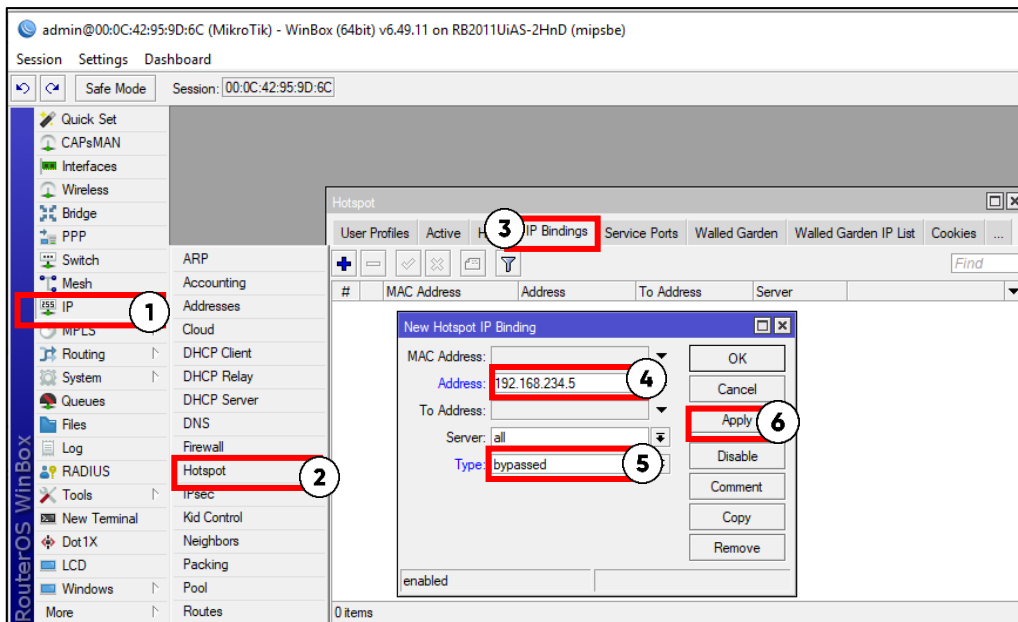 admin@00:0C:42:95:9D:6C (MikroTik) - WinBox (64bit) v6.49.11 on RB2011UiAS-2HnD (mipsbe)
Session Settings Dashboard
Safe Mode Session: 00:0C:42:95:9D:6C
Quick Set
CAPsMAN
Interfaces
Wireless
Bridge
PPP
Switch
Mesh
IP
1
MPLS
Routing
System
Queues
Files
Log
RADIUS
Tools
New Terminal
Dot1X
LCD
Windows
More
RouterOS WinBox
ARP
Accounting
Addresses
Cloud
DHCP Client
DHCP Relay
DHCP Server
DNS
Firewall
Hotspot
2
IPsec
Kid Control
Neighbors
Packing
Pool
Routes
Hotspot
User Profiles Active H 3 IP Bindings Service Ports Walled Garden Walled Garden IP List Cookies ...
Find
# MAC Address Address To Address Server
New Hotspot IP Binding
MAC Address:
Address: 192.168.234.5 4
To Address:
Server: all
Type: bypassed 5
OK
Cancel
Apply 6
Disable
Comment
Copy
Remove
enabled
0 items